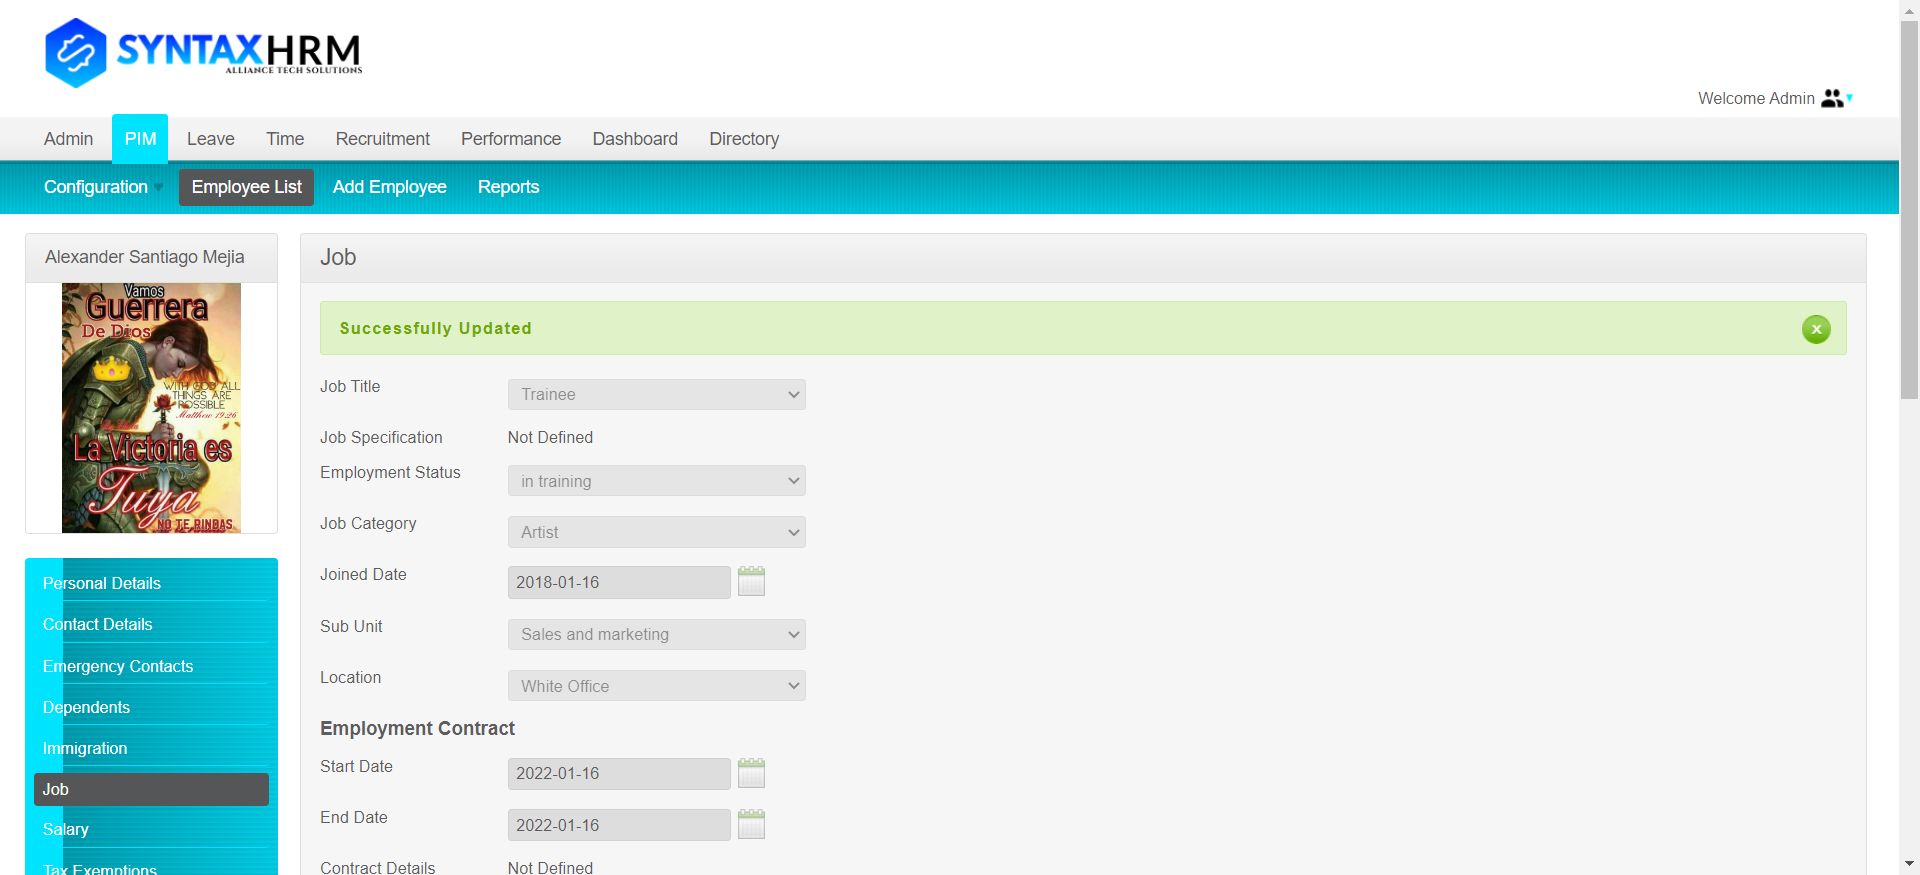 SYNTAXHRM
ALLIANCE TECH SOLUTIONS
Welcome Admin
Admin PIM Leave Time Recruitment Performance Dashboard Directory
Configuration Employee List Add Employee Reports
Alexander Santiago Mejia
Vamos
Guerrera
De Dios
WITH GOD ALL
THINGS ARE
POSSIBLE
Matthew 19:26
La Victoria es
Tuya
NO TE RINDAS
Personal Details
Contact Details
Emergency Contacts
Dependents
Immigration
Job
Salary
Tax Exemptions
Job
Successfully Updated
Job Title Trainee
Job Specification Not Defined
Employment Status in training
Job Category Artist
Joined Date 2018-01-16
Sub Unit Sales and marketing
Location White Office
Employment Contract
Start Date 2022-01-16
End Date 2022-01-16
Contract Details Not Defined